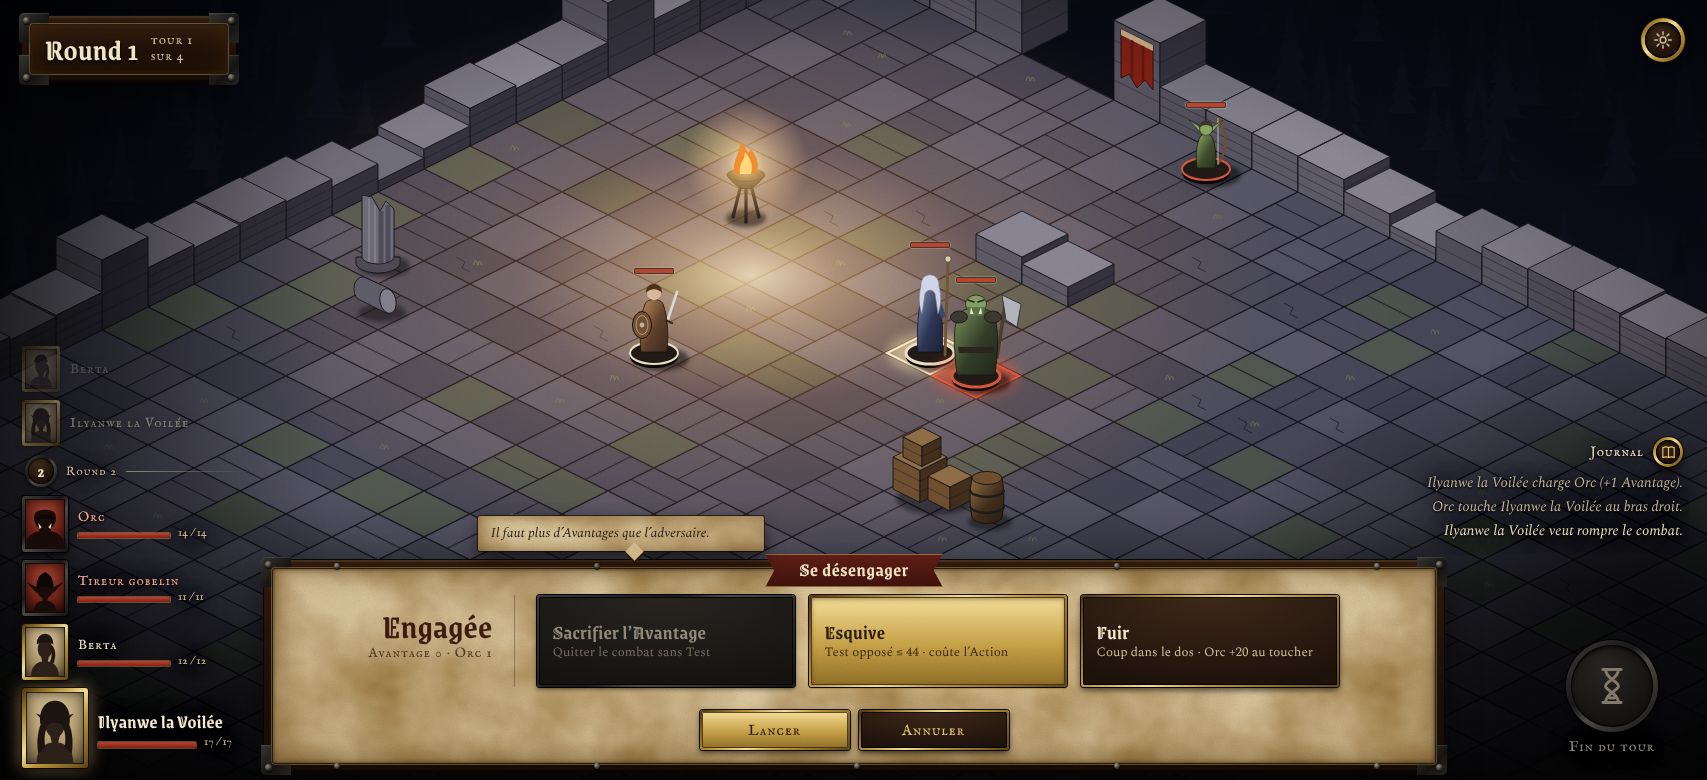 Round 1
TOUR 1
SUR 4
Berta
Ilyanwe la Voilée
2 Round 2
Orc
14/14
Tireur gobelin
11/11
Berta
12/12
Ilyanwe la Voilée
17/17
Journal
Ilyanwe la Voilée charge Orc (+1 Avantage).
Orc touche Ilyanwe la Voilée au bras droit.
Ilyanwe la Voilée veut rompre le combat.
Il faut plus d'Avantages que l'adversaire.
Se désengager
Engagée
Avantage 0 · Orc 1
Sacrifier l'Avantage
Quitter le combat sans Test
Esquive
Test opposé ≤ 44 · coûte l'Action
Fuir
Coup dans le dos · Orc +20 au toucher
Lancer
Annuler
Fin du tour